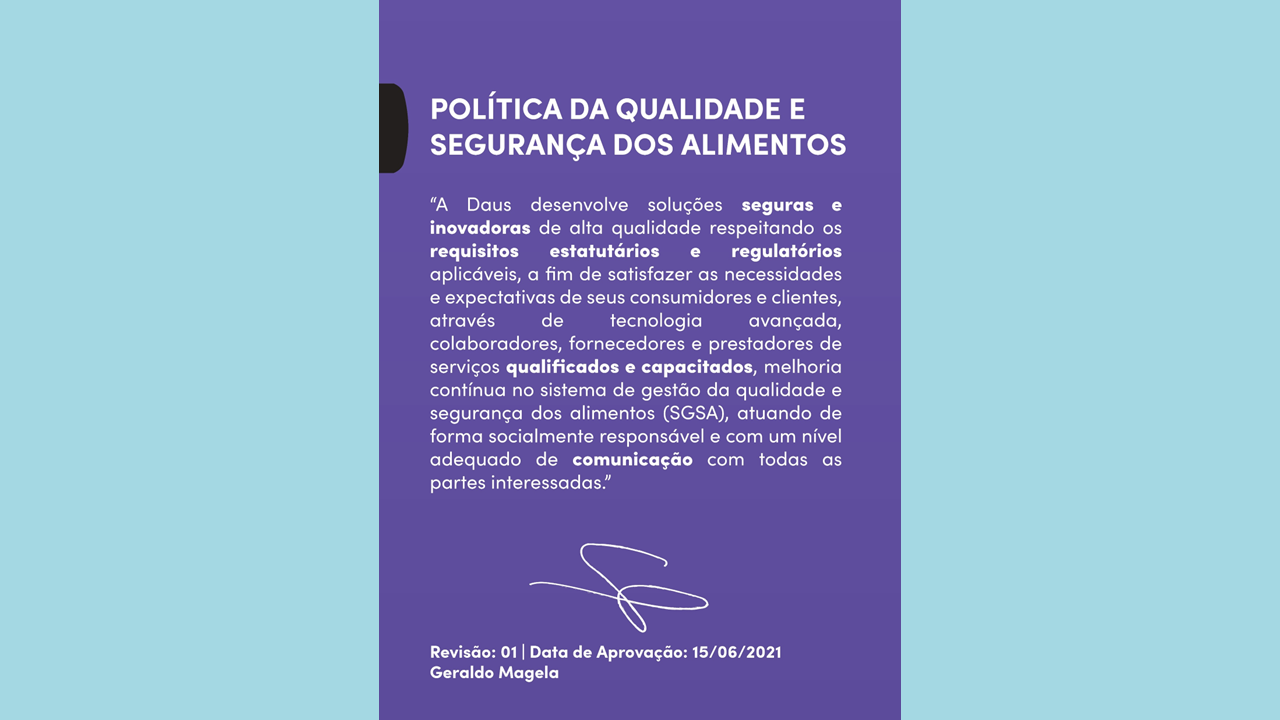 POLÍTICA DA QUALIDADE E
SEGURANÇA DOS ALIMENTOS
“A Daus desenvolve soluções seguras e
inovadoras de alta qualidade respeitando os
requisitos estatutários e regulatórios
aplicáveis, a fim de satisfazer as necessidades
e expectativas de seus consumidores e clientes,
através de tecnologia avançada,
colaboradores, fornecedores e prestadores de
serviços qualificados e capacitados, melhoria
contínua no sistema de gestão da qualidade e
segurança dos alimentos (SGSA), atuando de
forma socialmente responsável e com um nível
adequado de comunicação com todas as
partes interessadas.”
Revisão: 01 | Data de Aprovação: 15/06/2021
Geraldo Magela